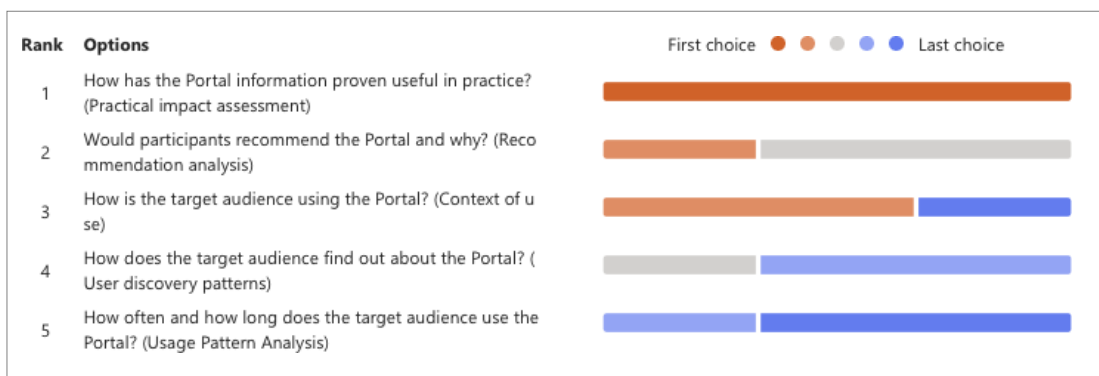 Rank Options First choice Last choice
1 How has the Portal information proven useful in practice?
(Practical impact assessment)
2 Would participants recommend the Portal and why? (Reco
mmendation analysis)
3 How is the target audience using the Portal? (Context of u
se)
4 How does the target audience find out about the Portal? (
User discovery patterns)
5 How often and how long does the target audience use the
Portal? (Usage Pattern Analysis)